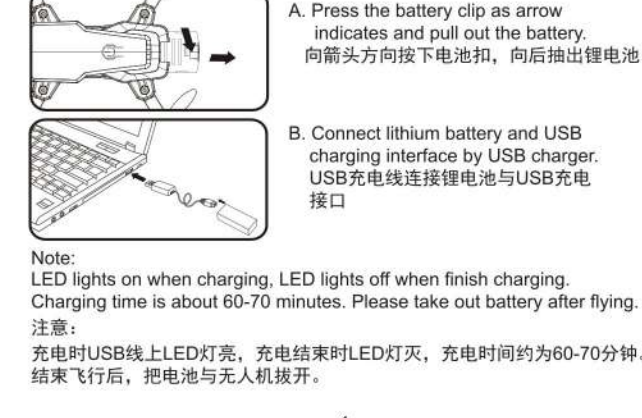 A. Press the battery clip as arrow
indicates and pull out the battery.
向箭头方向按下电池扣，向后抽出锂电池
B. Connect lithium battery and USB
charging interface by USB charger.
USB充电线连接锂电池与USB充电
接口
Note:
LED lights on when charging, LED lights off when finish charging.
Charging time is about 60-70 minutes. Please take out battery after flying.
注意：
充电时USB线上LED灯亮，充电结束时LED灯灭，充电时间约为60-70分钟.
结束飞行后，把电池与无人机拔开。